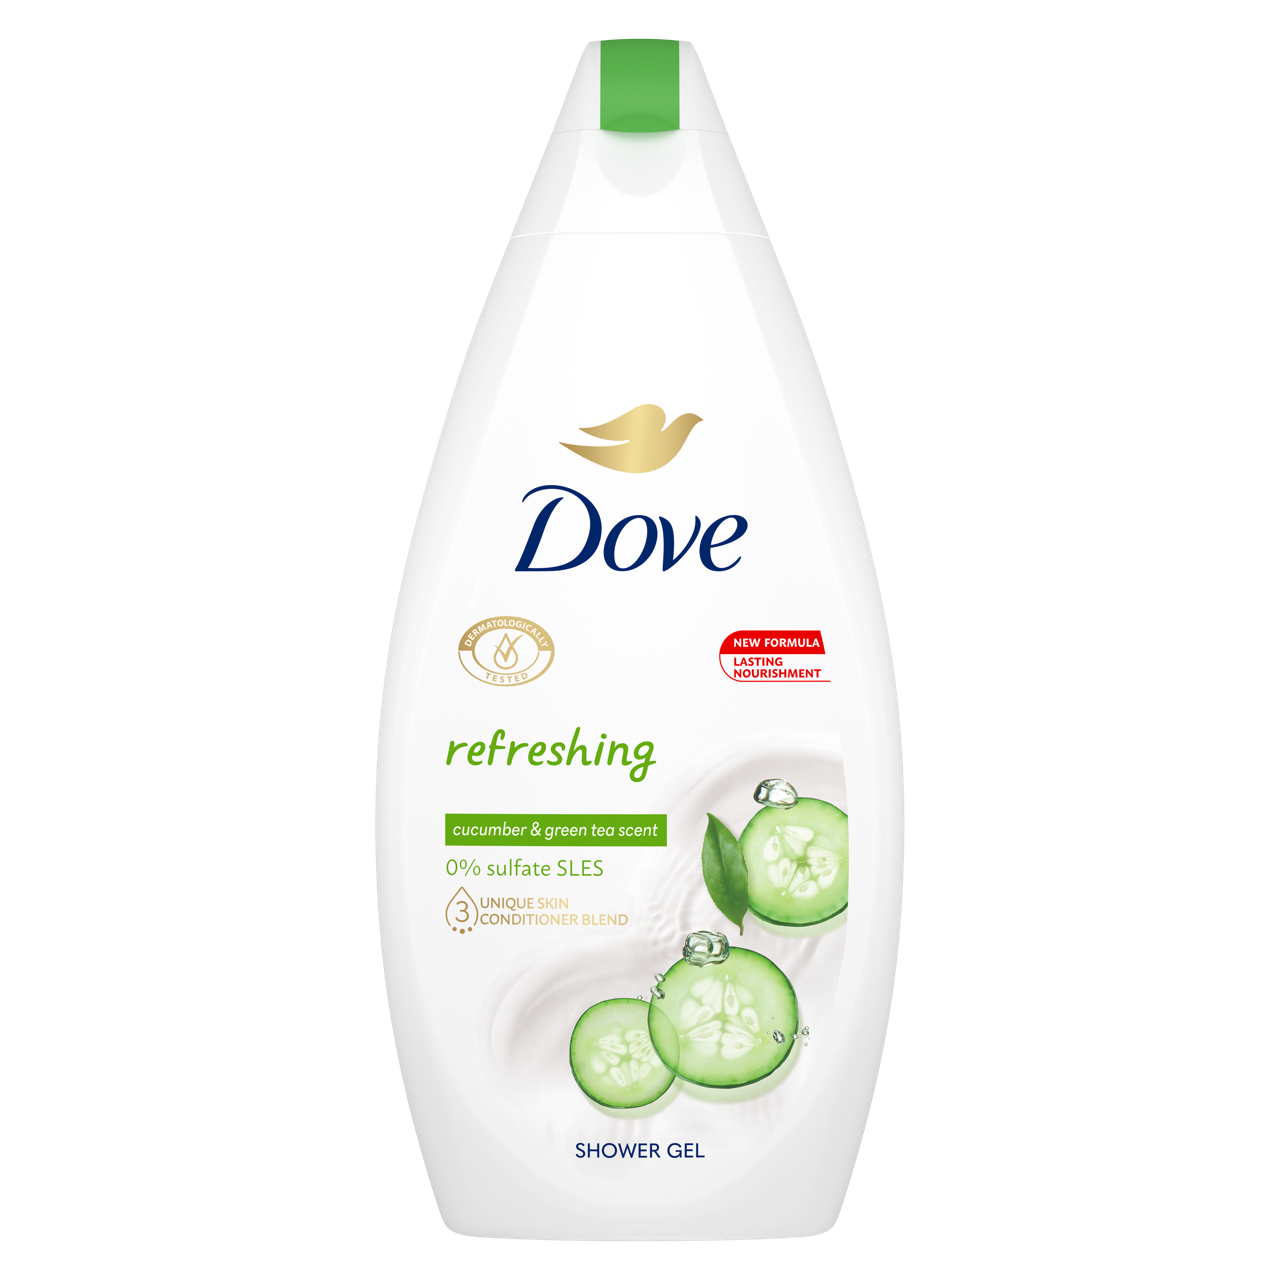 Dove
DERMATOLOGICALLY
TESTED
NEW FORMULA
LASTING
NOURISHMENT
refreshing
cucumber & green tea scent
0% sulfate SLES
3
UNIQUE SKIN
CONDITIONER BLEND
SHOWER GEL